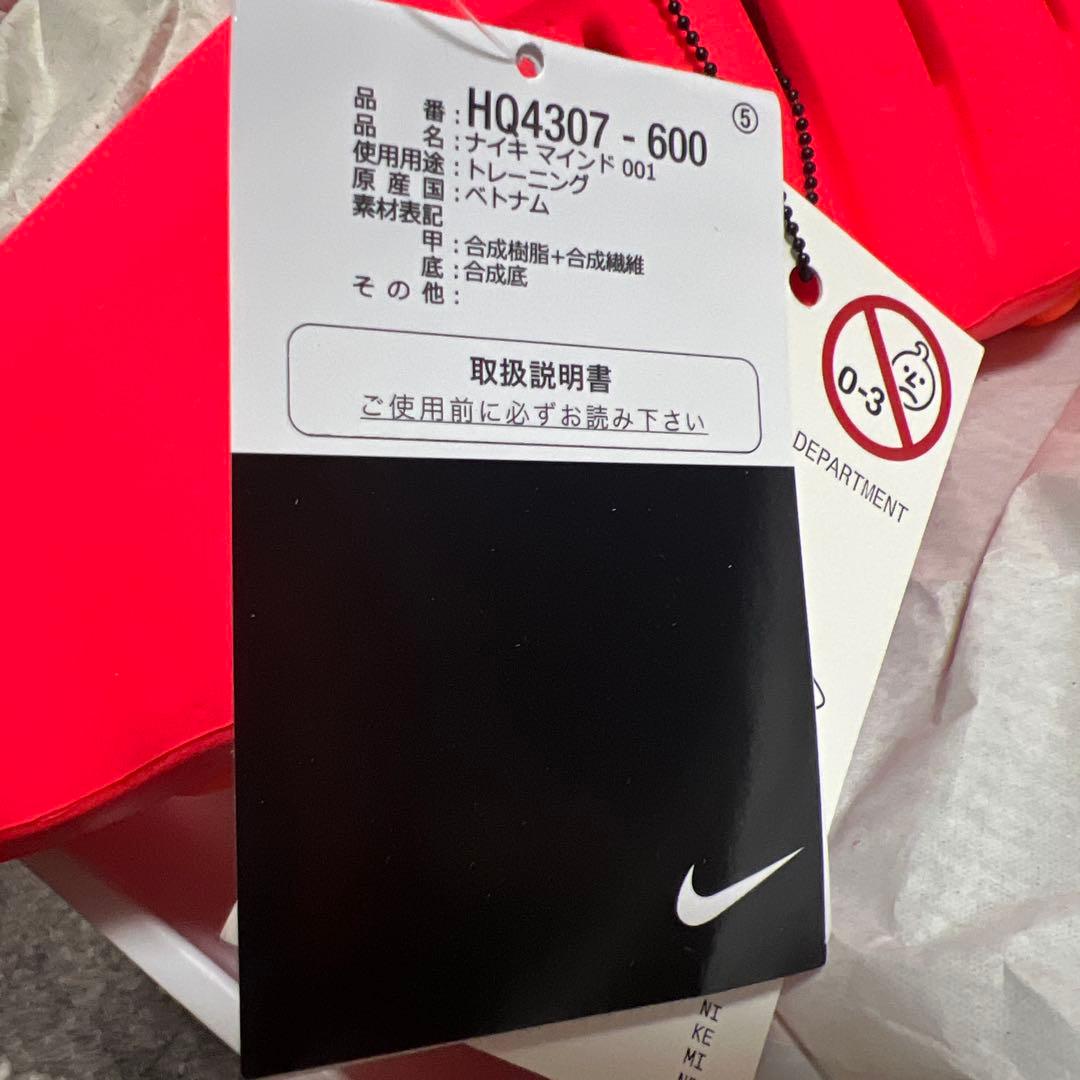 品番:HQ4307-600
⑤
品名:ナイキ マインド 001
使用用途:トレーニング
原産国:ベトナム
素材表記
甲:合成樹脂+合成繊維
底:合成底
その他:
取扱説明書
ご使用前に必ずお読み下さい
0-3
DEPARTMENT
NI
KE
MI